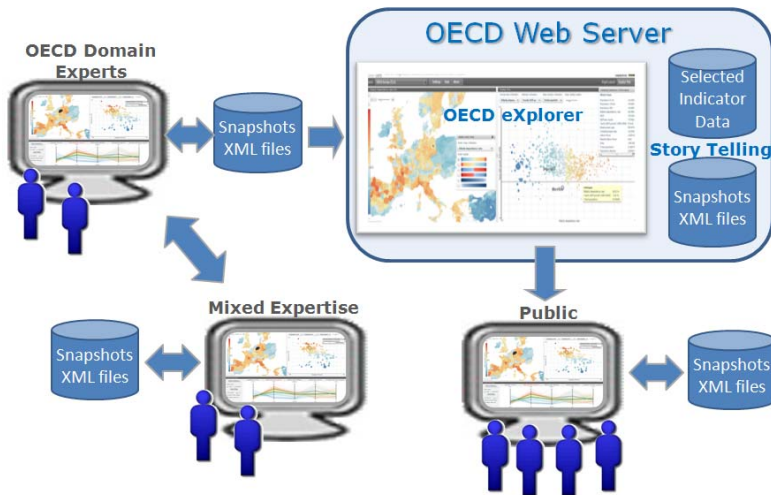 OECD Domain
Experts
Snapshots
XML files
OECD Web Server
OECD eXplorer
Selected
Indicator
Data
Story Telling
Snapshots
XML files
Mixed Expertise
Snapshots
XML files
Public
Snapshots
XML files